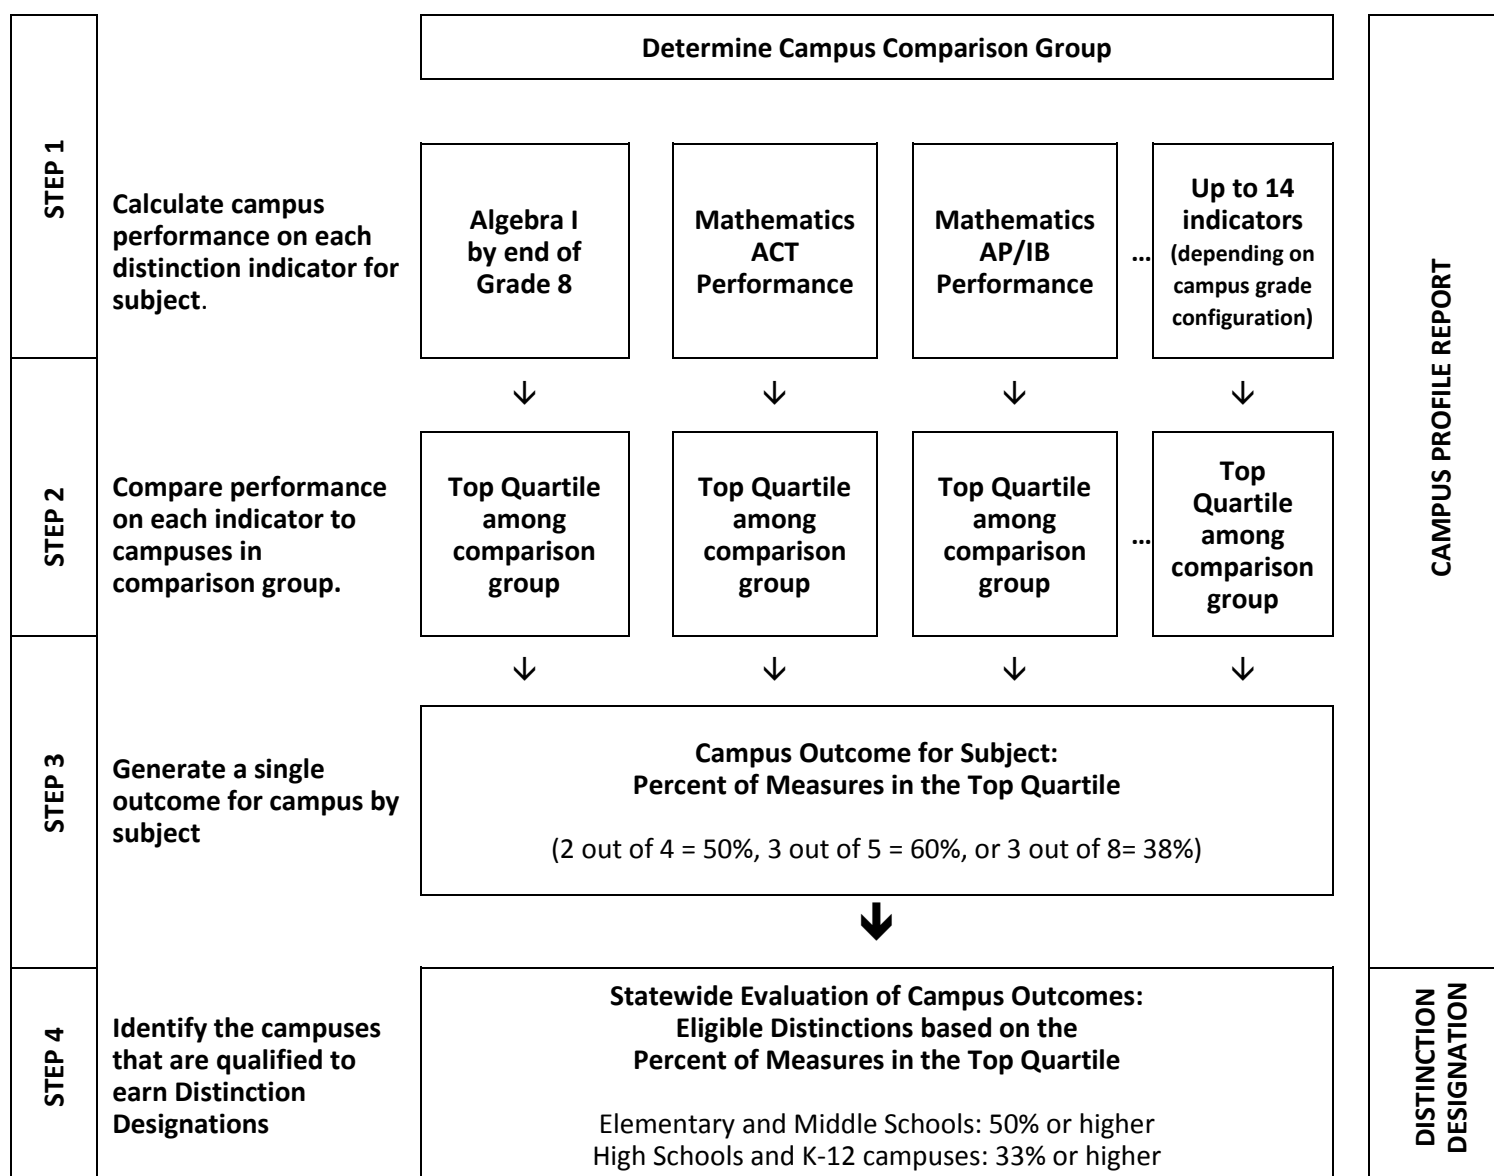 Determine Campus Comparison Group
STEP 1
Calculate campus
performance on each
distinction indicator for
subject.
Algebra I
by end of
Grade 8
Mathematics
ACT
Performance
Mathematics
AP/IB
Performance
...
Up to 14
indicators
(depending on
campus grade
configuration)
↓ ↓ ↓ ↓
STEP 2
Compare performance
on each indicator to
campuses in
comparison group.
Top Quartile
among
comparison
group
Top Quartile
among
comparison
group
Top Quartile
among
comparison
group
...
Top
Quartile
among
comparison
group
↓ ↓ ↓ ↓
STEP 3
Generate a single
outcome for campus by
subject
Campus Outcome for Subject:
Percent of Measures in the Top Quartile
(2 out of 4 = 50%, 3 out of 5 = 60%, or 3 out of 8= 38%)
↓
CAMPUS PROFILE REPORT
STEP 4
Identify the campuses
that are qualified to
earn Distinction
Designations
Statewide Evaluation of Campus Outcomes:
Eligible Distinctions based on the
Percent of Measures in the Top Quartile
Elementary and Middle Schools: 50% or higher
High Schools and K-12 campuses: 33% or higher
DISTINCTION
DESIGNATION